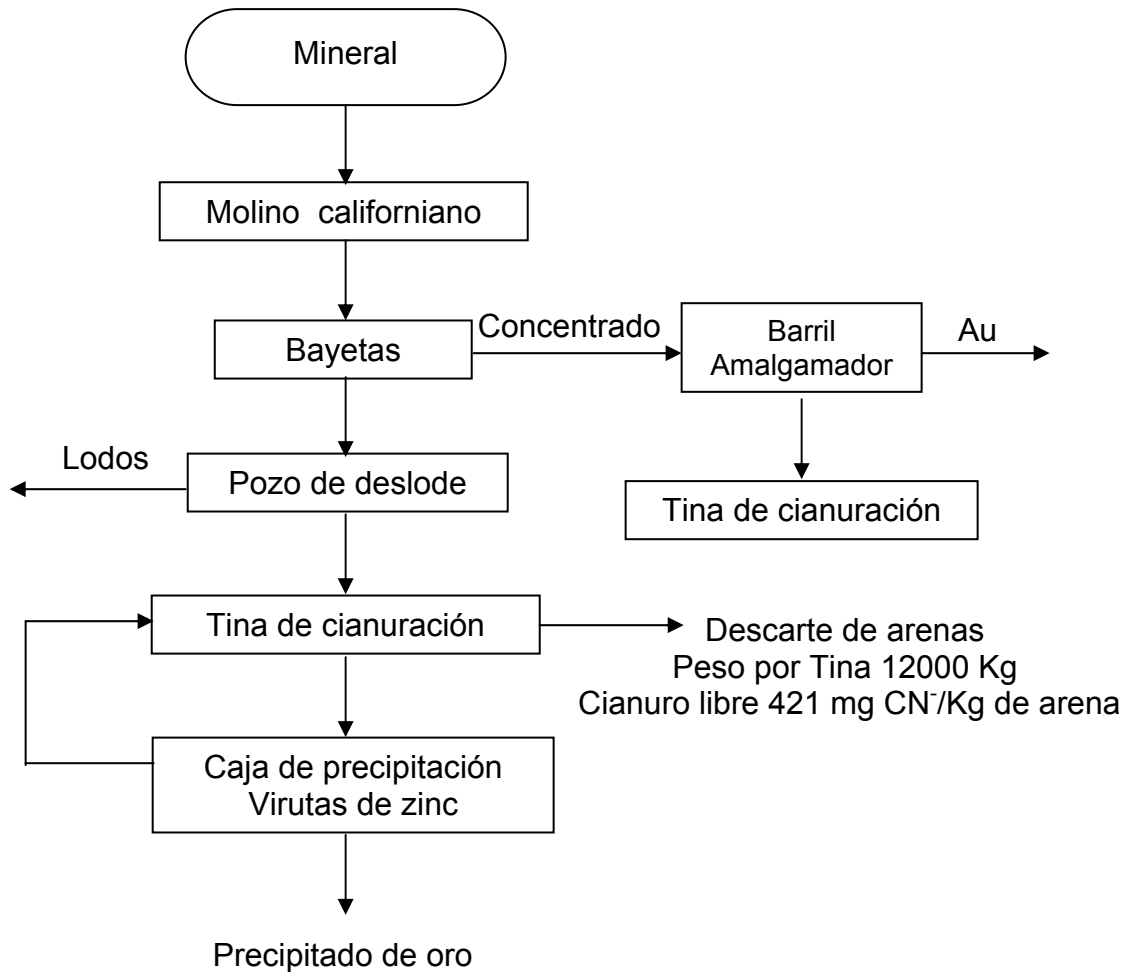 Mineral
Molino californiano
Bayetas
Concentrado
Barril
Amalgamador
Au
Lodos
Pozo de deslode
Tina de cianuración
Tina de cianuración
Descarte de arenas
Peso por Tina 12000 Kg
Cianuro libre 421 mg CN⁻/Kg de arena
Caja de precipitación
Virutas de zinc
Precipitado de oro